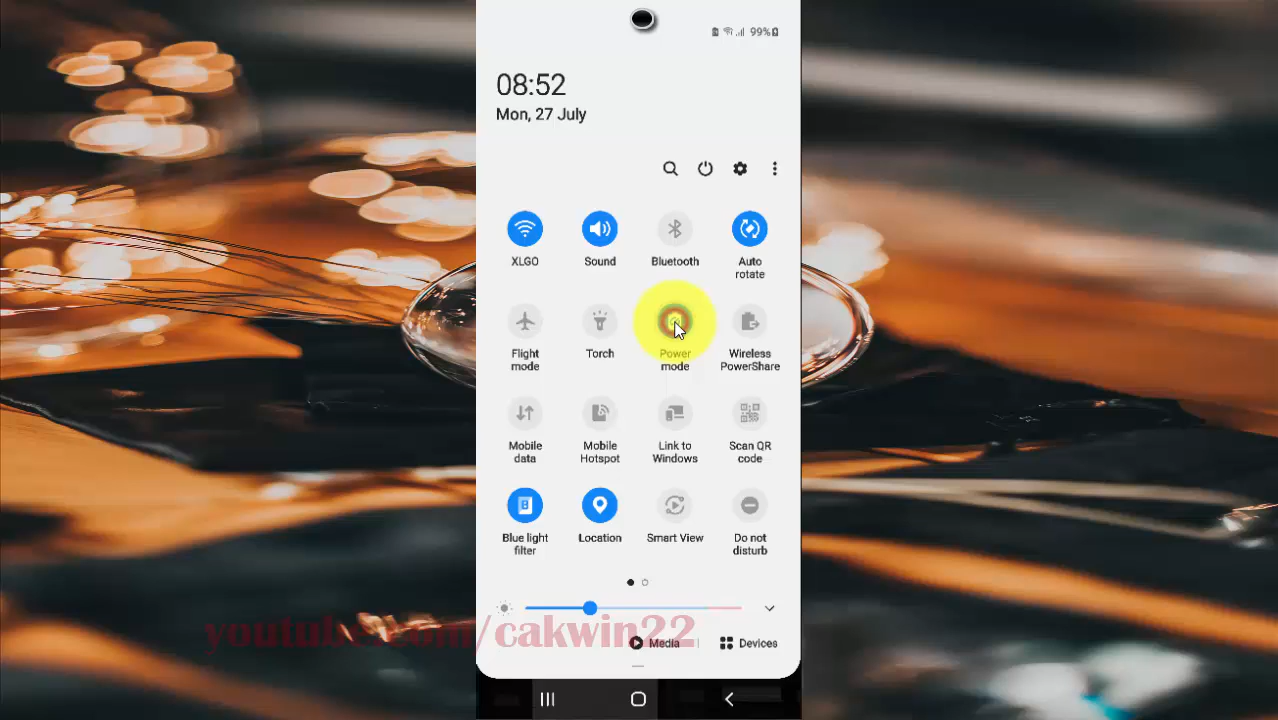 99%
08:52
Mon, 27 July
XLGO
Sound
Bluetooth
Auto
rotate
Flight
mode
Torch
Power
mode
Wireless
PowerShare
Mobile
data
Mobile
Hotspot
Link to
Windows
Scan QR
code
Blue light
filter
Location
Smart View
Do not
disturb
youtube.com/cakwin22
Media
Devices